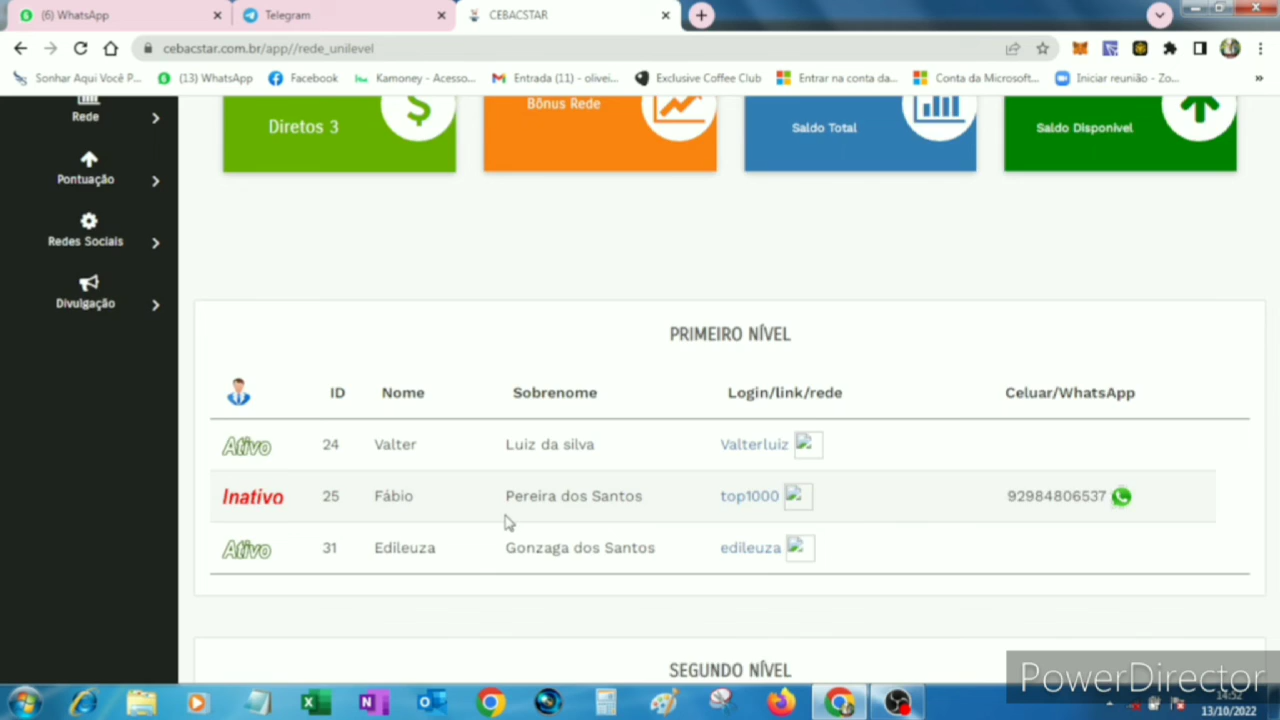 (6) WhatsApp
Telegram
CEBACSTAR
cebacstar.com.br/app//rede_unilevel
Sonhar Aqui Você P...
(13) WhatsApp
Facebook
Kamoney - Acesso...
Entrada (11) - olivei...
Exclusive Coffee Club
Entrar na conta da...
Conta da Microsoft...
Iniciar reunião - Zo...
»
Rede
Pontuação
Redes Sociais
Divulgação
Diretos 3
Bônus Rede
Saldo Total
Saldo Disponivel
PRIMEIRO NÍVEL
ID Nome Sobrenome Login/link/rede Celuar/WhatsApp
Ativo 24 Valter Luiz da silva Valterluiz
Inativo 25 Fábio Pereira dos Santos top1000 92984806537
Ativo 31 Edileuza Gonzaga dos Santos edileuza
SEGUNDO NÍVEL
PowerDirector
14:52
13/10/2022